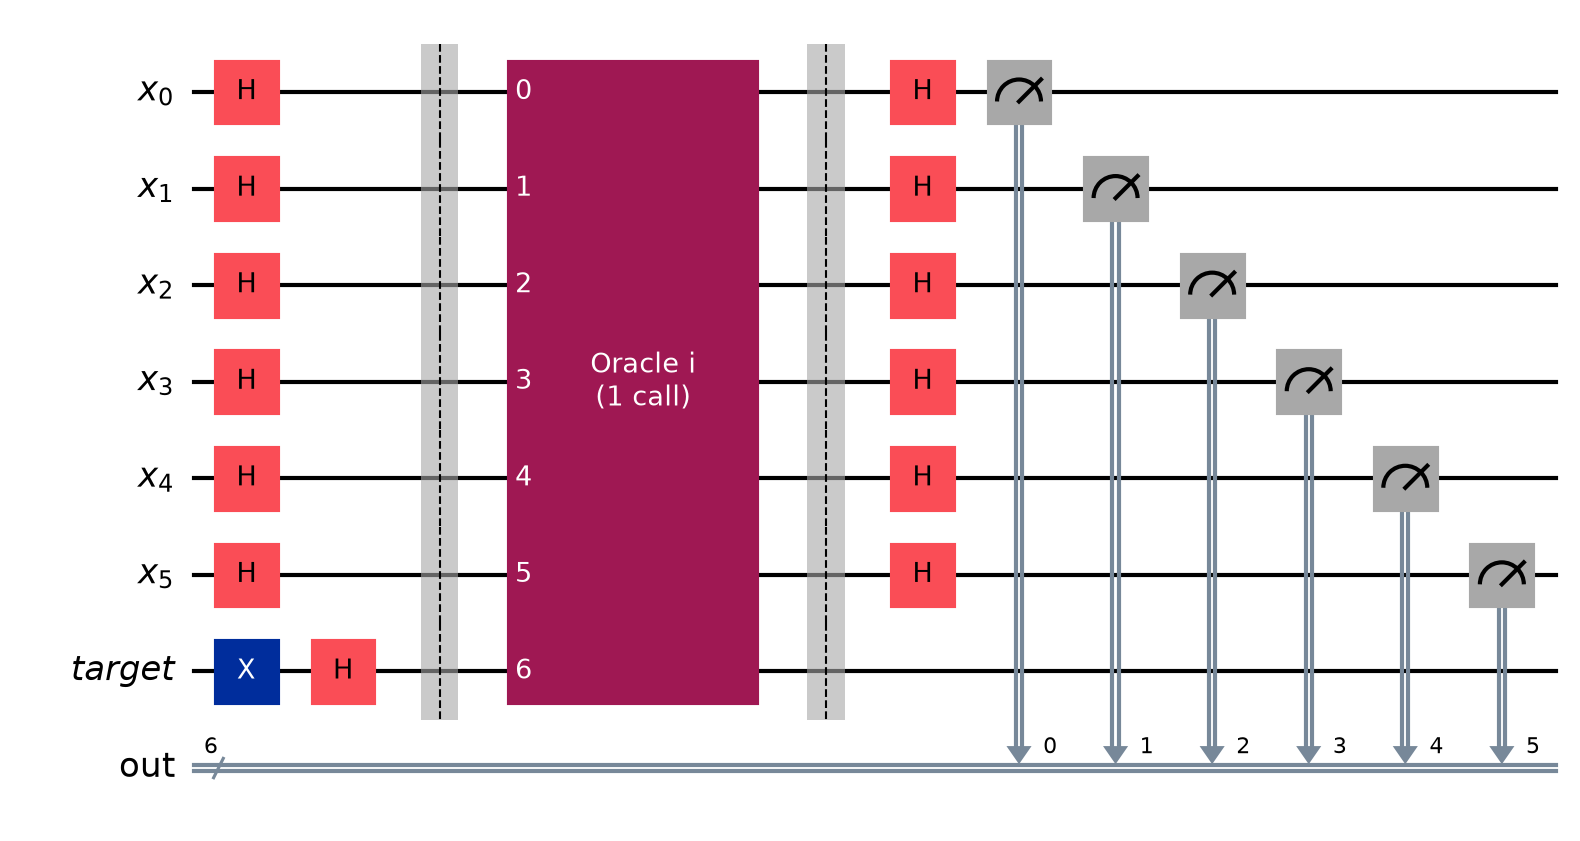 x0 H 0 H
x1 H 1 H
x2 H 2 H
x3 H 3 Oracle i H
(1 call)
x4 H 4 H
x5 H 5 H
target X H 6
6 0 1 2 3 4 5
out